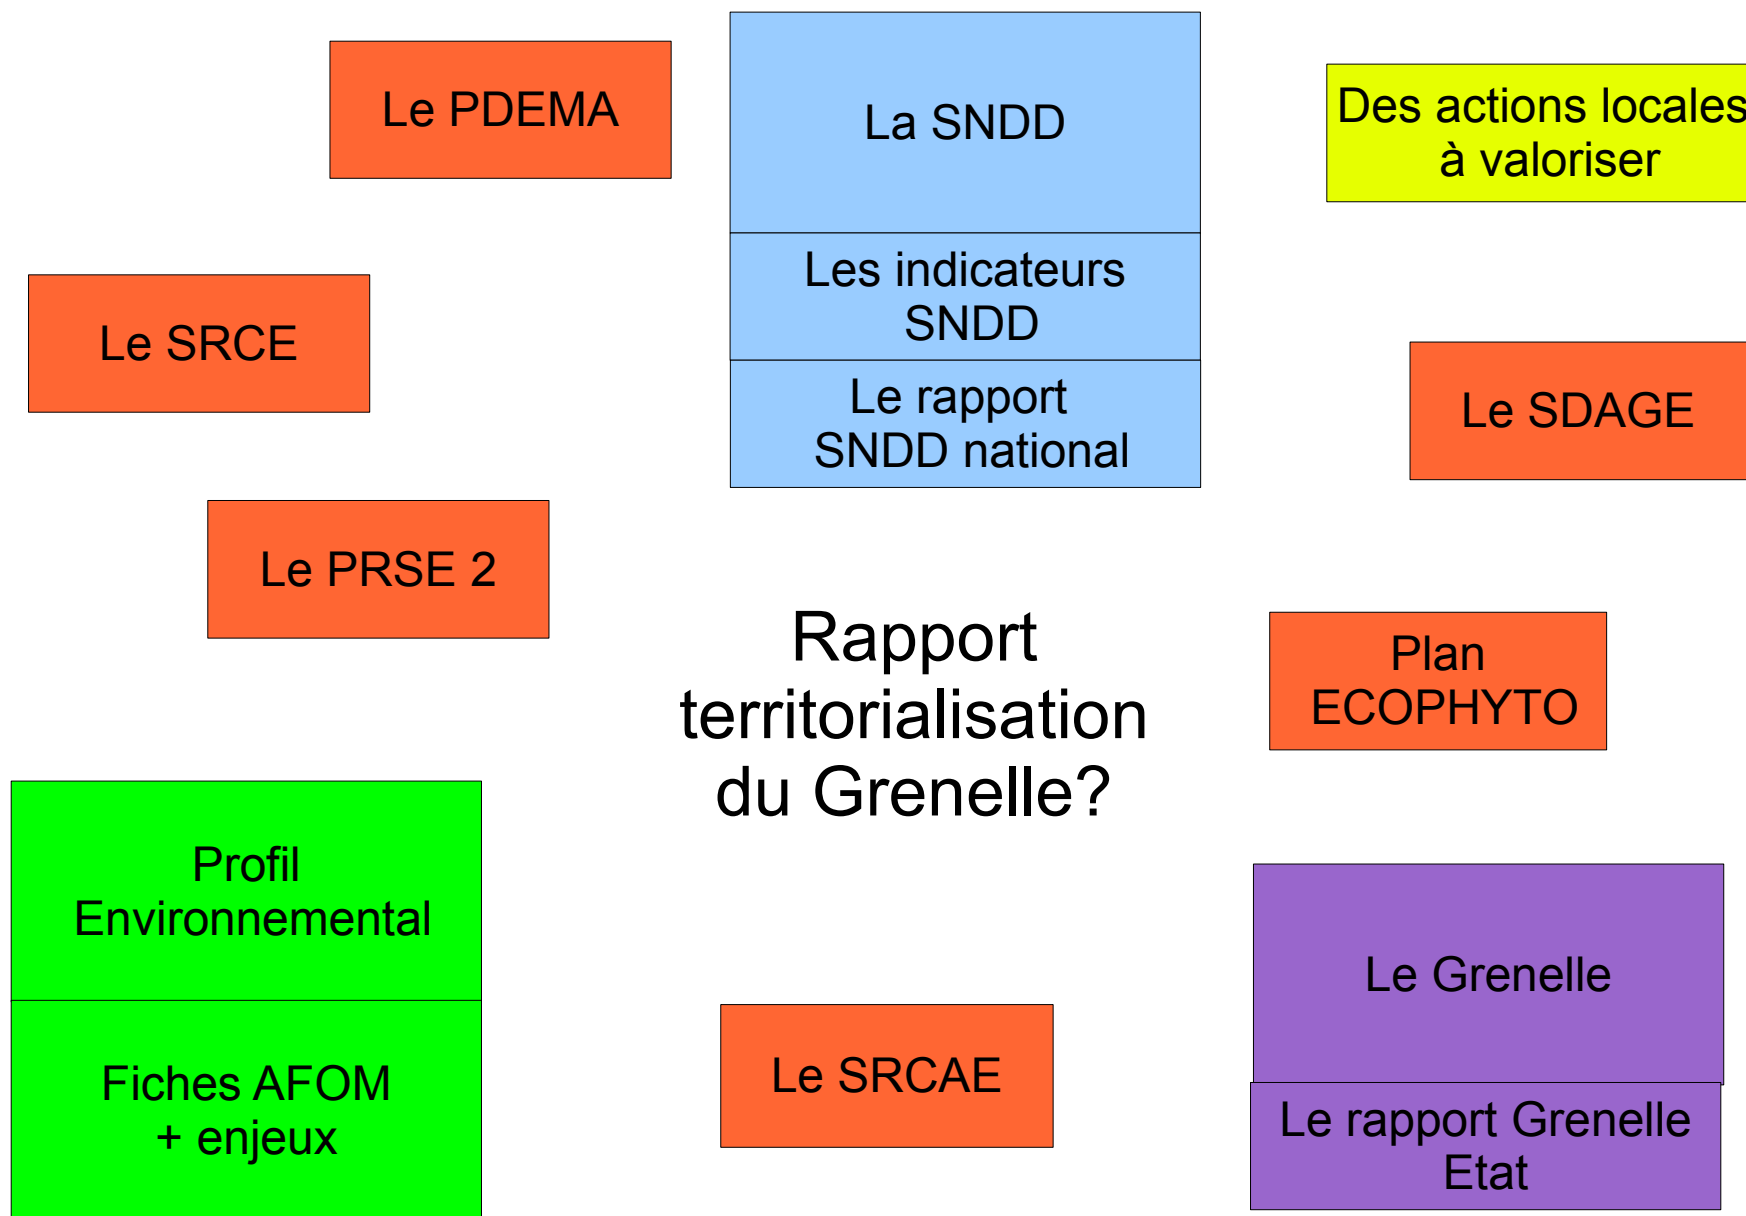 Le PDEMA
La SNDD
Des actions locales
à valoriser
Les indicateurs
SNDD
Le SRCE
Le rapport
SNDD national
Le SDAGE
Le PRSE 2
Rapport
territorialisation
du Grenelle?
Plan
ECOPHYTO
Profil
Environnemental
Le Grenelle
Fiches AFOM
+ enjeux
Le SRCAE
Le rapport Grenelle
Etat